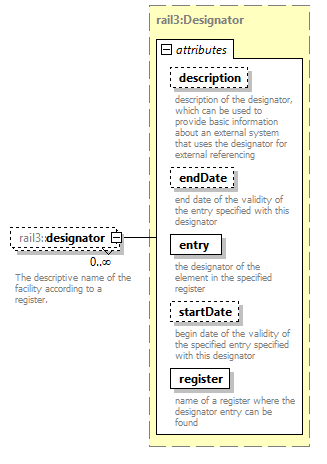 rail3:Designator
attributes
description
description of the designator,
which can be used to
provide basic information
about an external system
that uses the designator for
external referencing
endDate
end date of the validity of
the entry specified with this
designator
rail3::designator
0..∞
The descriptive name of the
facility according to a
register.
entry
the designator of the
element in the specified
register
startDate
begin date of the validity of
the specified entry specified
with this designator
register
name of a register where the
designator entry can be
found